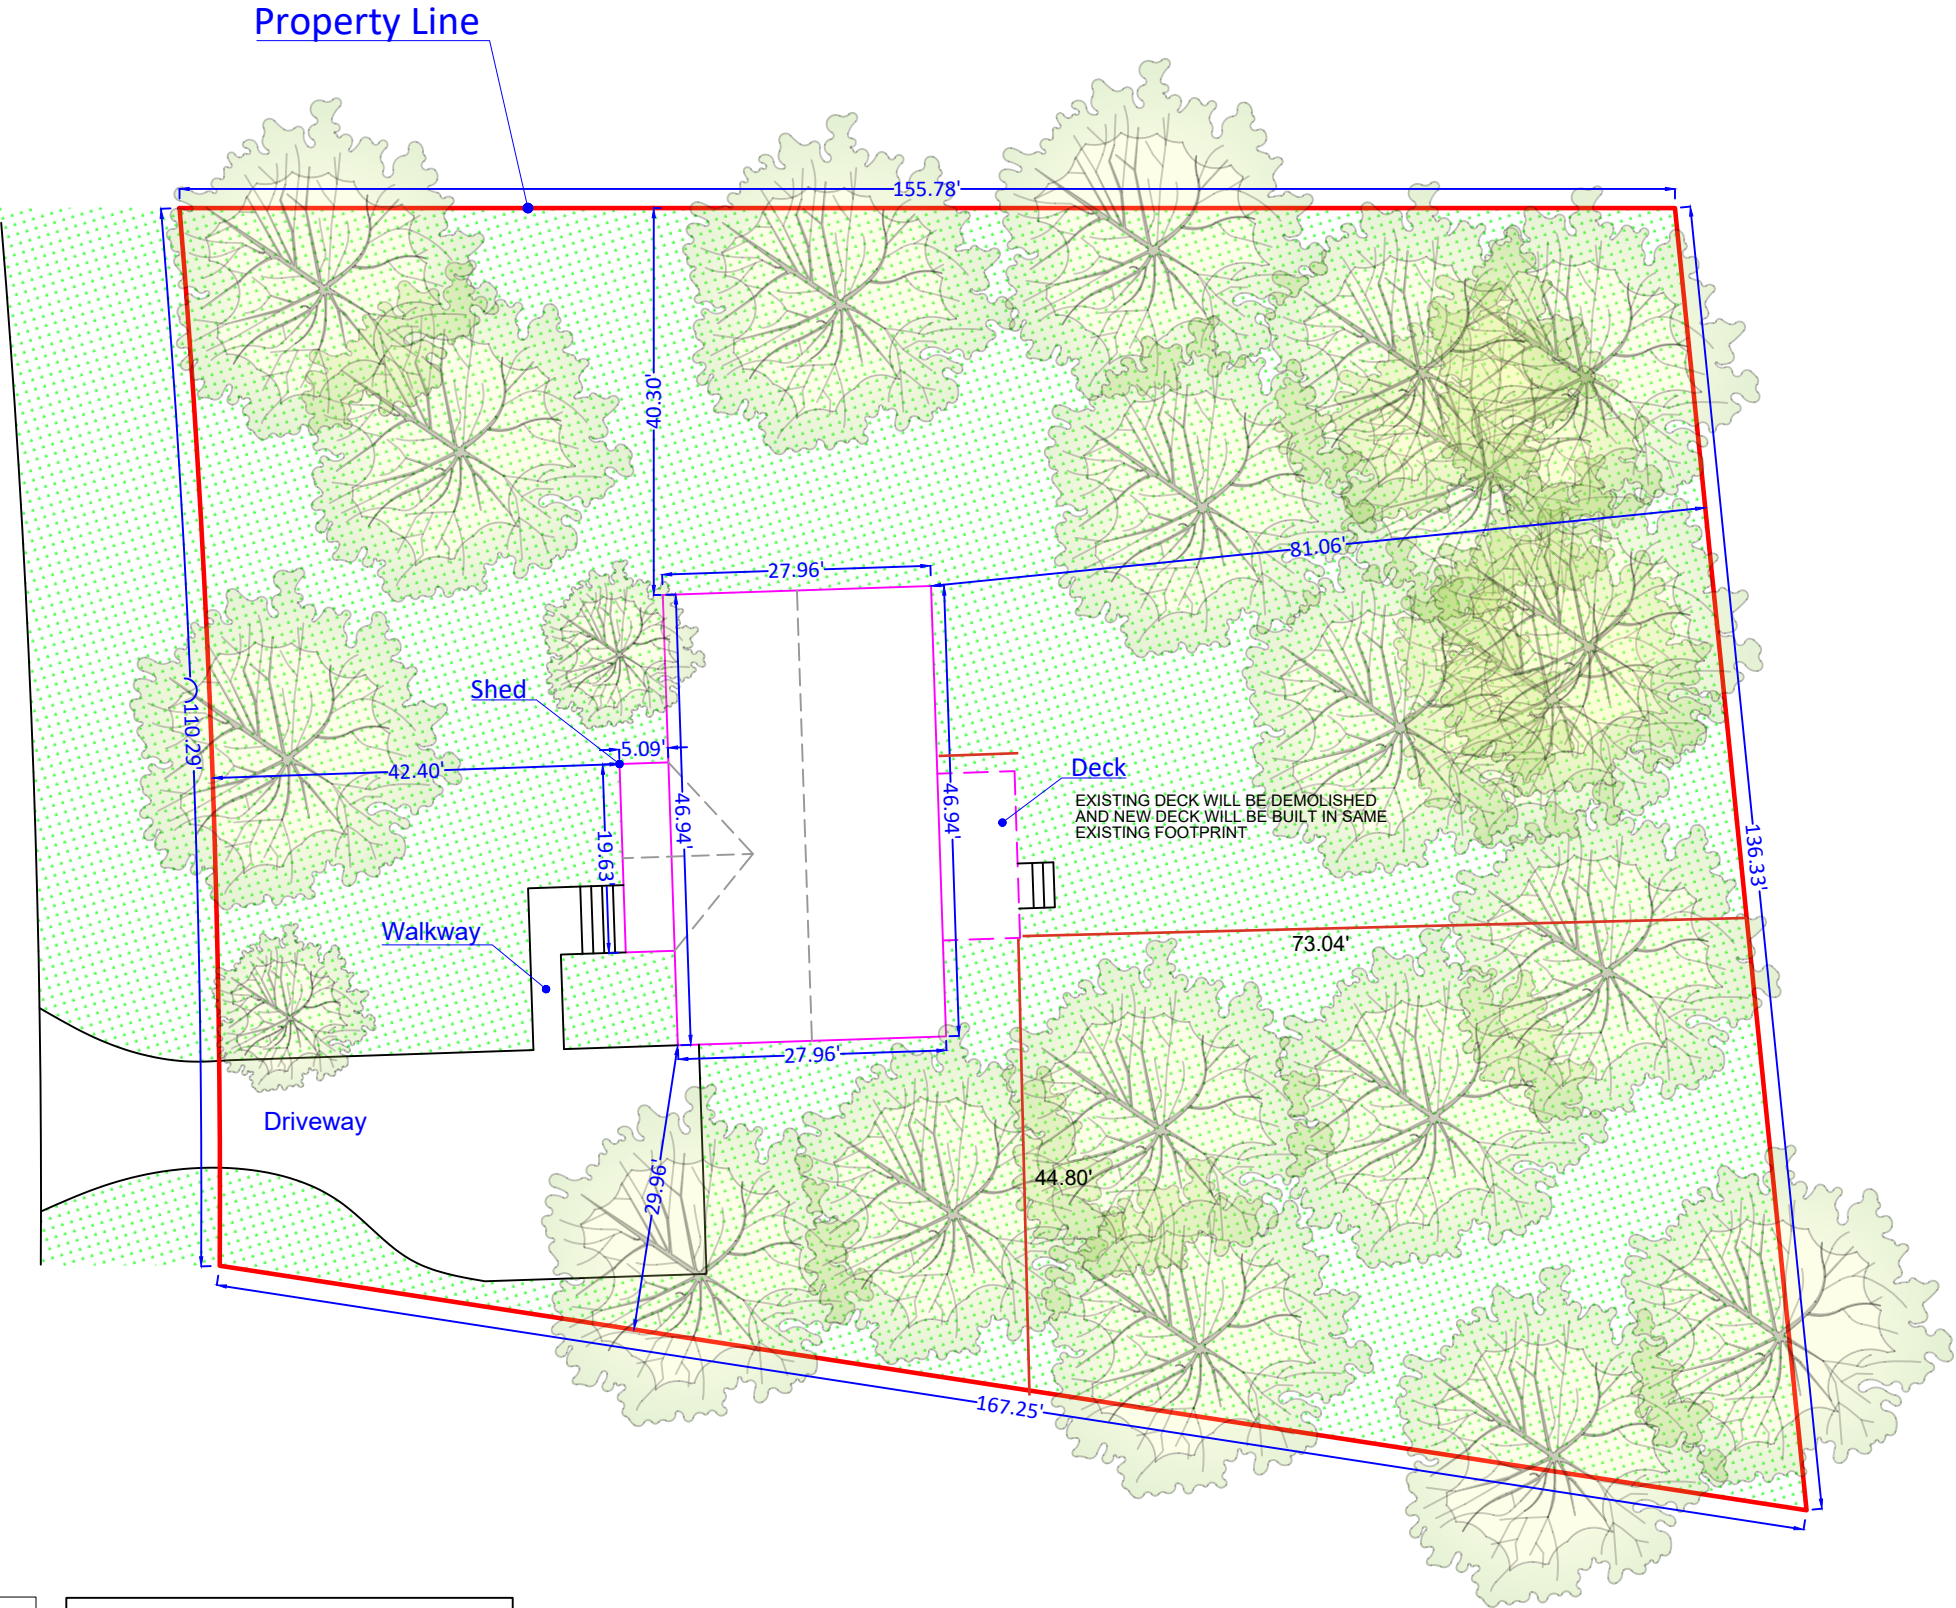 Property Line
155.78'
40.30'
81.06'
27.96'
Shed
5.09'
110.29'
42.40'
Deck
46.94'
46.94'
EXISTING DECK WILL BE DEMOLISHED
AND NEW DECK WILL BE BUILT IN SAME
EXISTING FOOTPRINT
19.63'
136.33'
Walkway
73.04'
27.96'
Driveway
29.96'
44.80'
167.25'